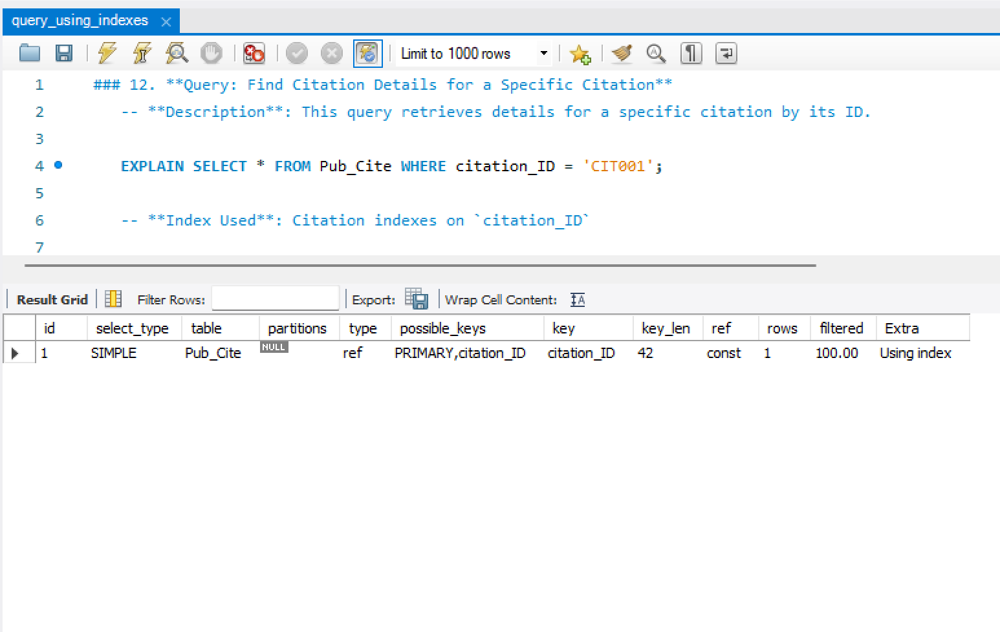 query_using_indexes
Limit to 1000 rows
1 ### 12. **Query: Find Citation Details for a Specific Citation**
2 -- **Description**: This query retrieves details for a specific citation by its ID.
3
4 EXPLAIN SELECT * FROM Pub_Cite WHERE citation_ID = 'CIT001';
5
6 -- **Index Used**: Citation indexes on `citation_ID`
7
Result Grid Filter Rows: Export: Wrap Cell Content:
id select_type table partitions type possible_keys key key_len ref rows filtered Extra
1 SIMPLE Pub_Cite NULL ref PRIMARY,citation_ID citation_ID 42 const 1 100.00 Using index